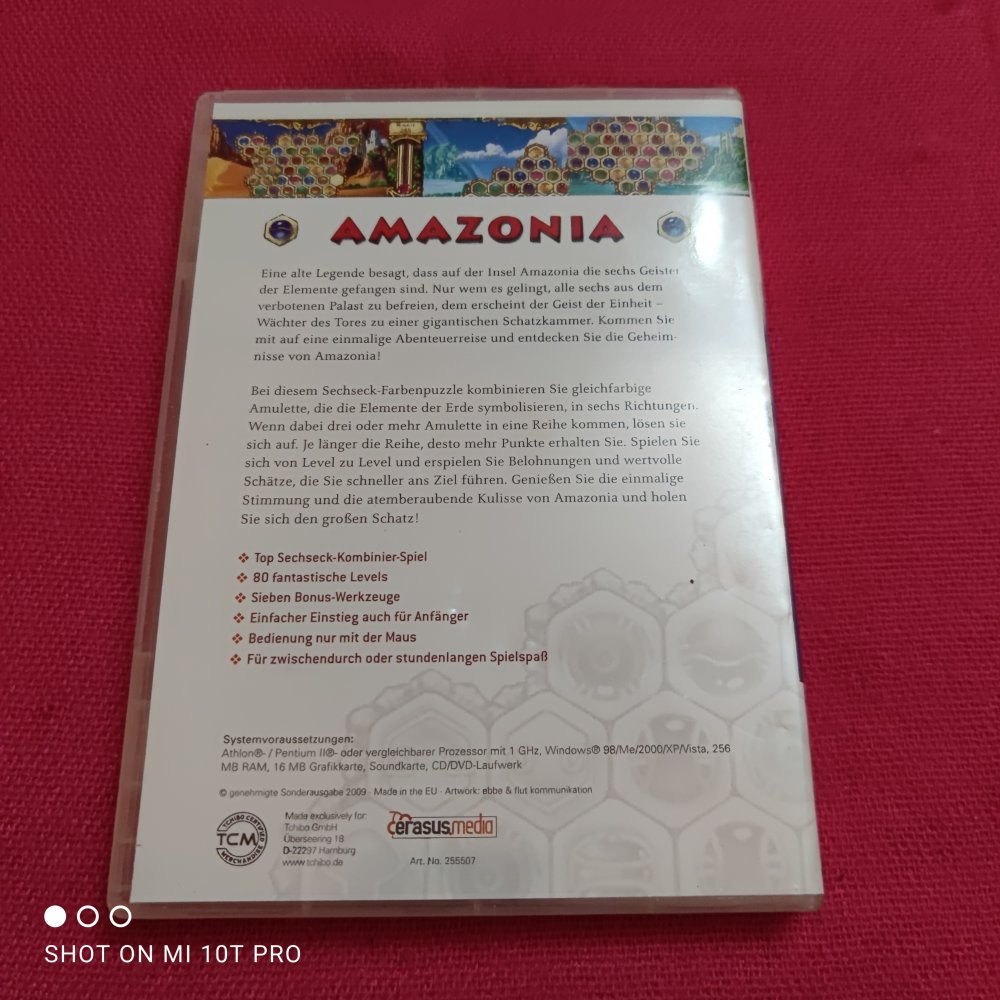 AMAZONIA
Eine alte Legende besagt, dass auf der Insel Amazonia die sechs Geister
der Elemente gefangen sind. Nur wem es gelingt, alle sechs aus dem
verbotenen Palast zu befreien, dem erscheint der Geist der Einheit –
Wächter des Tores zu einer gigantischen Schatzkammer. Kommen Sie
mit auf eine einmalige Abenteuerreise und entdecken Sie die Geheim-
nisse von Amazonia!
Bei diesem Sechseck-Farbenpuzzle kombinieren Sie gleichfarbige
Amulette, die die Elemente der Erde symbolisieren, in sechs Richtungen.
Wenn dabei drei oder mehr Amulette in eine Reihe kommen, lösen sie
sich auf. Je länger die Reihe, desto mehr Punkte erhalten Sie. Spielen Sie
sich von Level zu Level und erspielen Sie Belohnungen und wertvolle
Schätze, die Sie schneller ans Ziel führen. Genießen Sie die einmalige
Stimmung und die atemberaubende Kulisse von Amazonia und holen
Sie sich den großen Schatz!
❖ Top Sechseck-Kombinier-Spiel
❖ 80 fantastische Levels
❖ Sieben Bonus-Werkzeuge
❖ Einfacher Einstieg auch für Anfänger
❖ Bedienung nur mit der Maus
❖ Für zwischendurch oder stundenlangen Spielspaß
Systemvoraussetzungen:
Athlon®- / Pentium II®- oder vergleichbarer Prozessor mit 1 GHz, Windows® 98/Me/2000/XP/Vista, 256
MB RAM, 16 MB Grafikkarte, Soundkarte, CD/DVD-Laufwerk
© genehmigte Sonderausgabe 2009 · Made in the EU · Artwork: ebbe & flut kommunikation
TCHIBO CERTIFIED
TCM
MERCHANDISE
Made exclusively for:
Tchibo GmbH
Überseering 18
D-22297 Hamburg
www.tchibo.de
cerasus.media
Art. No. 255507
SHOT ON MI 10T PRO